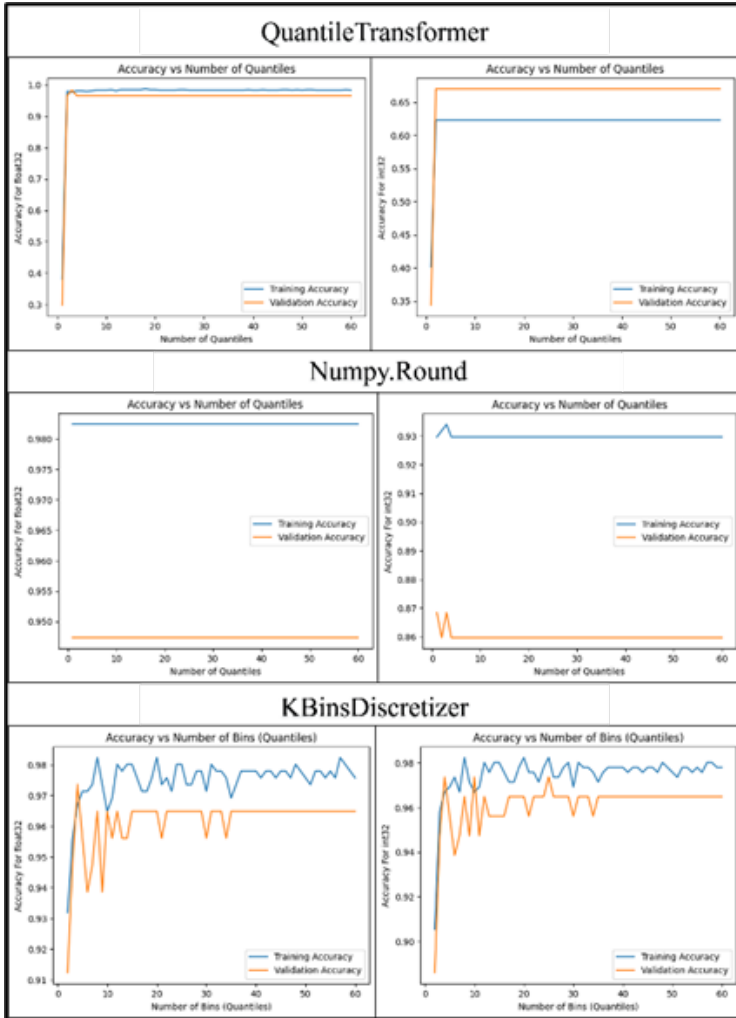 QuantileTransformer
Accuracy vs Number of Quantiles
Accuracy For float32
1.0
0.9
0.8
0.7
0.6
0.5
0.4
0.3
Training Accuracy
Validation Accuracy
0 10 20 30 40 50 60
Number of Quantiles
Accuracy vs Number of Quantiles
Accuracy For int32
0.65
0.60
0.55
0.50
0.45
0.40
0.35
Training Accuracy
Validation Accuracy
0 10 20 30 40 50 60
Number of Quantiles
Numpy.Round
Accuracy vs Number of Quantiles
Accuracy For float32
0.980
0.975
0.970
0.965
0.960
0.955
0.950
Training Accuracy
Validation Accuracy
0 10 20 30 40 50 60
Number of Quantiles
Accuracy vs Number of Quantiles
Accuracy For int32
0.93
0.92
0.91
0.90
0.89
0.88
0.87
0.86
Training Accuracy
Validation Accuracy
0 10 20 30 40 50 60
Number of Quantiles
KBinsDiscretizer
Accuracy vs Number of Bins (Quantiles)
Accuracy For float32
0.98
0.97
0.96
0.95
0.94
0.93
0.92
0.91
Training Accuracy
Validation Accuracy
0 10 20 30 40 50 60
Number of Bins (Quantiles)
Accuracy vs Number of Bins (Quantiles)
Accuracy For int32
0.98
0.96
0.94
0.92
0.90
Training Accuracy
Validation Accuracy
0 10 20 30 40 50 60
Number of Bins (Quantiles)